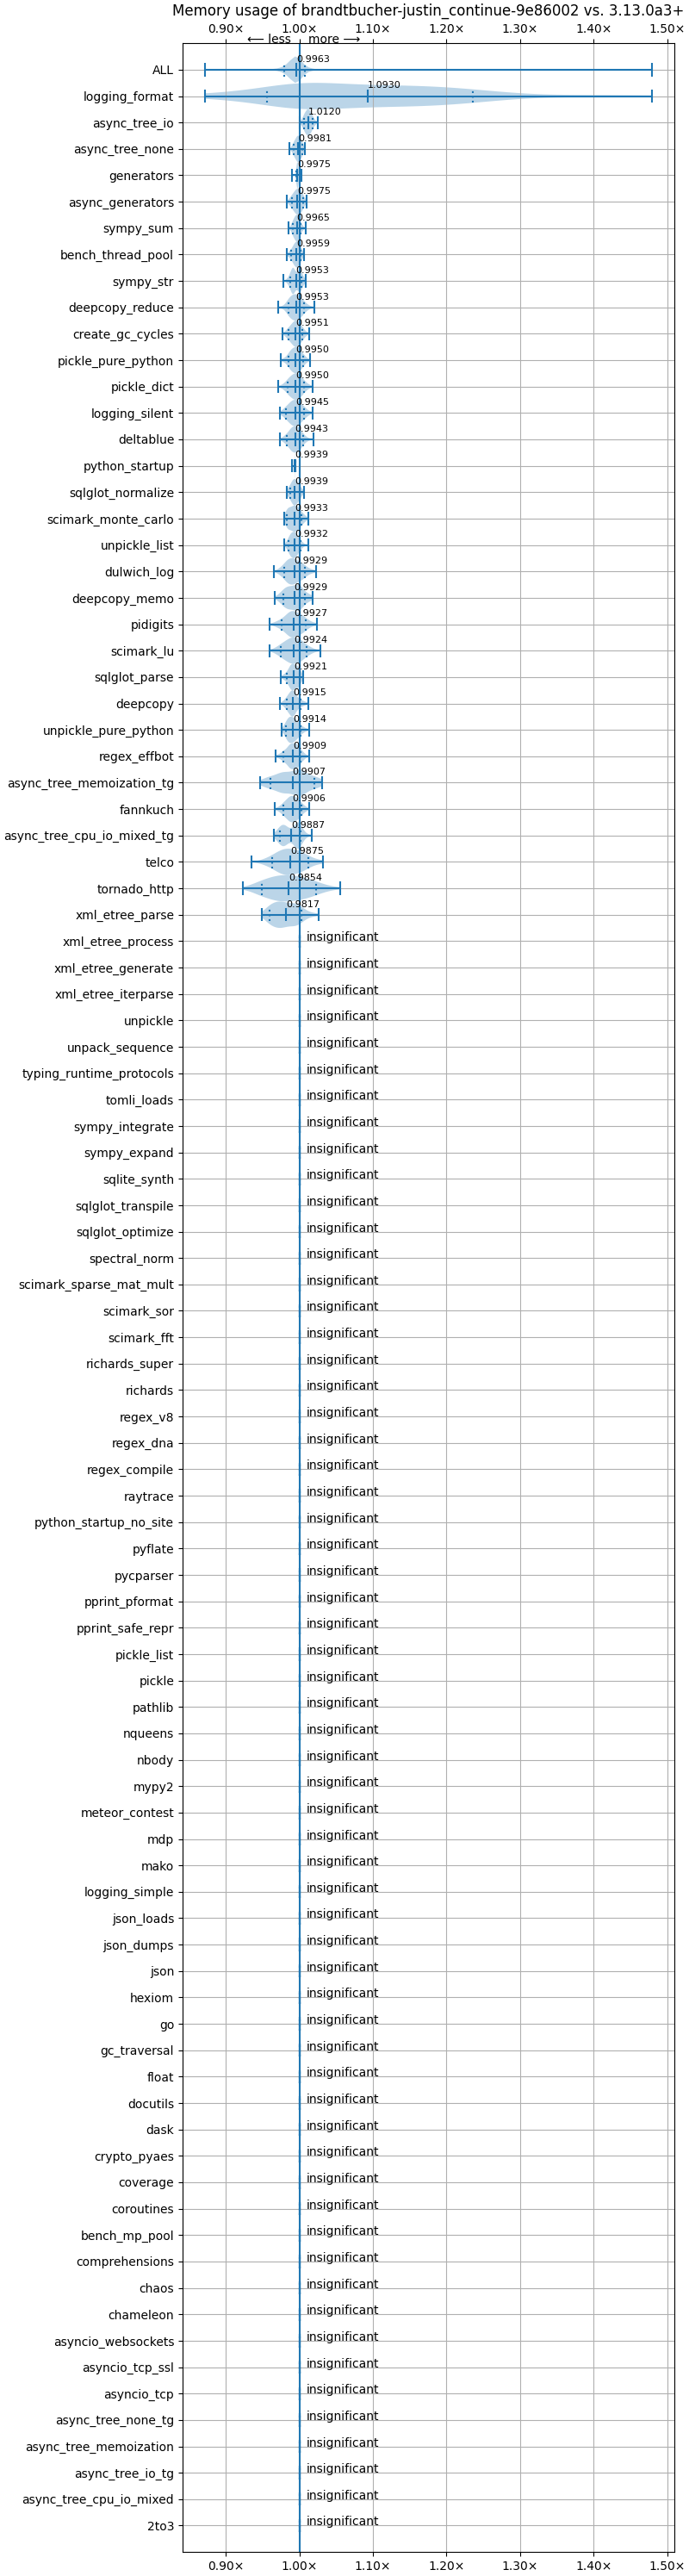 Memory usage of brandtbucher-justin_continue-9e86002 vs. 3.13.0a3+
0.90× 1.00× 1.10× 1.20× 1.30× 1.40× 1.50×
⟵ less more ⟶
ALL 0.9963
logging_format 1.0930
async_tree_io 1.0120
async_tree_none 0.9981
generators 0.9975
async_generators 0.9975
sympy_sum 0.9965
bench_thread_pool 0.9959
sympy_str 0.9953
deepcopy_reduce 0.9953
create_gc_cycles 0.9951
pickle_pure_python 0.9950
pickle_dict 0.9950
logging_silent 0.9945
deltablue 0.9943
python_startup 0.9939
sqlglot_normalize 0.9939
scimark_monte_carlo 0.9933
unpickle_list 0.9932
dulwich_log 0.9929
deepcopy_memo 0.9929
pidigits 0.9927
scimark_lu 0.9924
sqlglot_parse 0.9921
deepcopy 0.9915
unpickle_pure_python 0.9914
regex_effbot 0.9909
async_tree_memoization_tg 0.9907
fannkuch 0.9906
async_tree_cpu_io_mixed_tg 0.9887
telco 0.9875
tornado_http 0.9854
xml_etree_parse 0.9817
xml_etree_process insignificant
xml_etree_generate insignificant
xml_etree_iterparse insignificant
unpickle insignificant
unpack_sequence insignificant
typing_runtime_protocols insignificant
tomli_loads insignificant
sympy_integrate insignificant
sympy_expand insignificant
sqlite_synth insignificant
sqlglot_transpile insignificant
sqlglot_optimize insignificant
spectral_norm insignificant
scimark_sparse_mat_mult insignificant
scimark_sor insignificant
scimark_fft insignificant
richards_super insignificant
richards insignificant
regex_v8 insignificant
regex_dna insignificant
regex_compile insignificant
raytrace insignificant
python_startup_no_site insignificant
pyflate insignificant
pycparser insignificant
pprint_pformat insignificant
pprint_safe_repr insignificant
pickle_list insignificant
pickle insignificant
pathlib insignificant
nqueens insignificant
nbody insignificant
mypy2 insignificant
meteor_contest insignificant
mdp insignificant
mako insignificant
logging_simple insignificant
json_loads insignificant
json_dumps insignificant
json insignificant
hexiom insignificant
go insignificant
gc_traversal insignificant
float insignificant
docutils insignificant
dask insignificant
crypto_pyaes insignificant
coverage insignificant
coroutines insignificant
bench_mp_pool insignificant
comprehensions insignificant
chaos insignificant
chameleon insignificant
asyncio_websockets insignificant
asyncio_tcp_ssl insignificant
asyncio_tcp insignificant
async_tree_none_tg insignificant
async_tree_memoization insignificant
async_tree_io_tg insignificant
async_tree_cpu_io_mixed insignificant
2to3 insignificant
0.90× 1.00× 1.10× 1.20× 1.30× 1.40× 1.50×